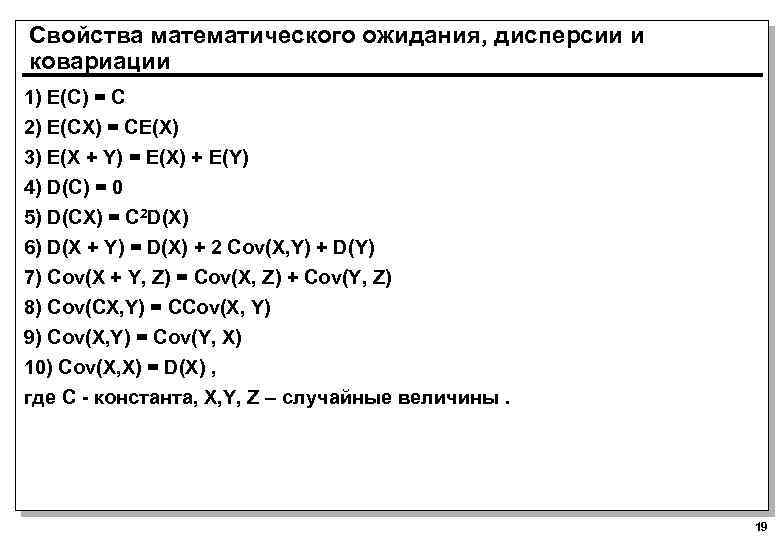 Свойства математического ожидания, дисперсии и
ковариации
1) E(C) = C
2) E(CX) = CE(X)
3) E(X + Y) = E(X) + E(Y)
4) D(C) = 0
5) D(CX) = C²D(X)
6) D(X + Y) = D(X) + 2 Cov(X, Y) + D(Y)
7) Cov(X + Y, Z) = Cov(X, Z) + Cov(Y, Z)
8) Cov(CX, Y) = CCov(X, Y)
9) Cov(X, Y) = Cov(Y, X)
10) Cov(X, X) = D(X) ,
где C - константа, X, Y, Z – случайные величины .
19